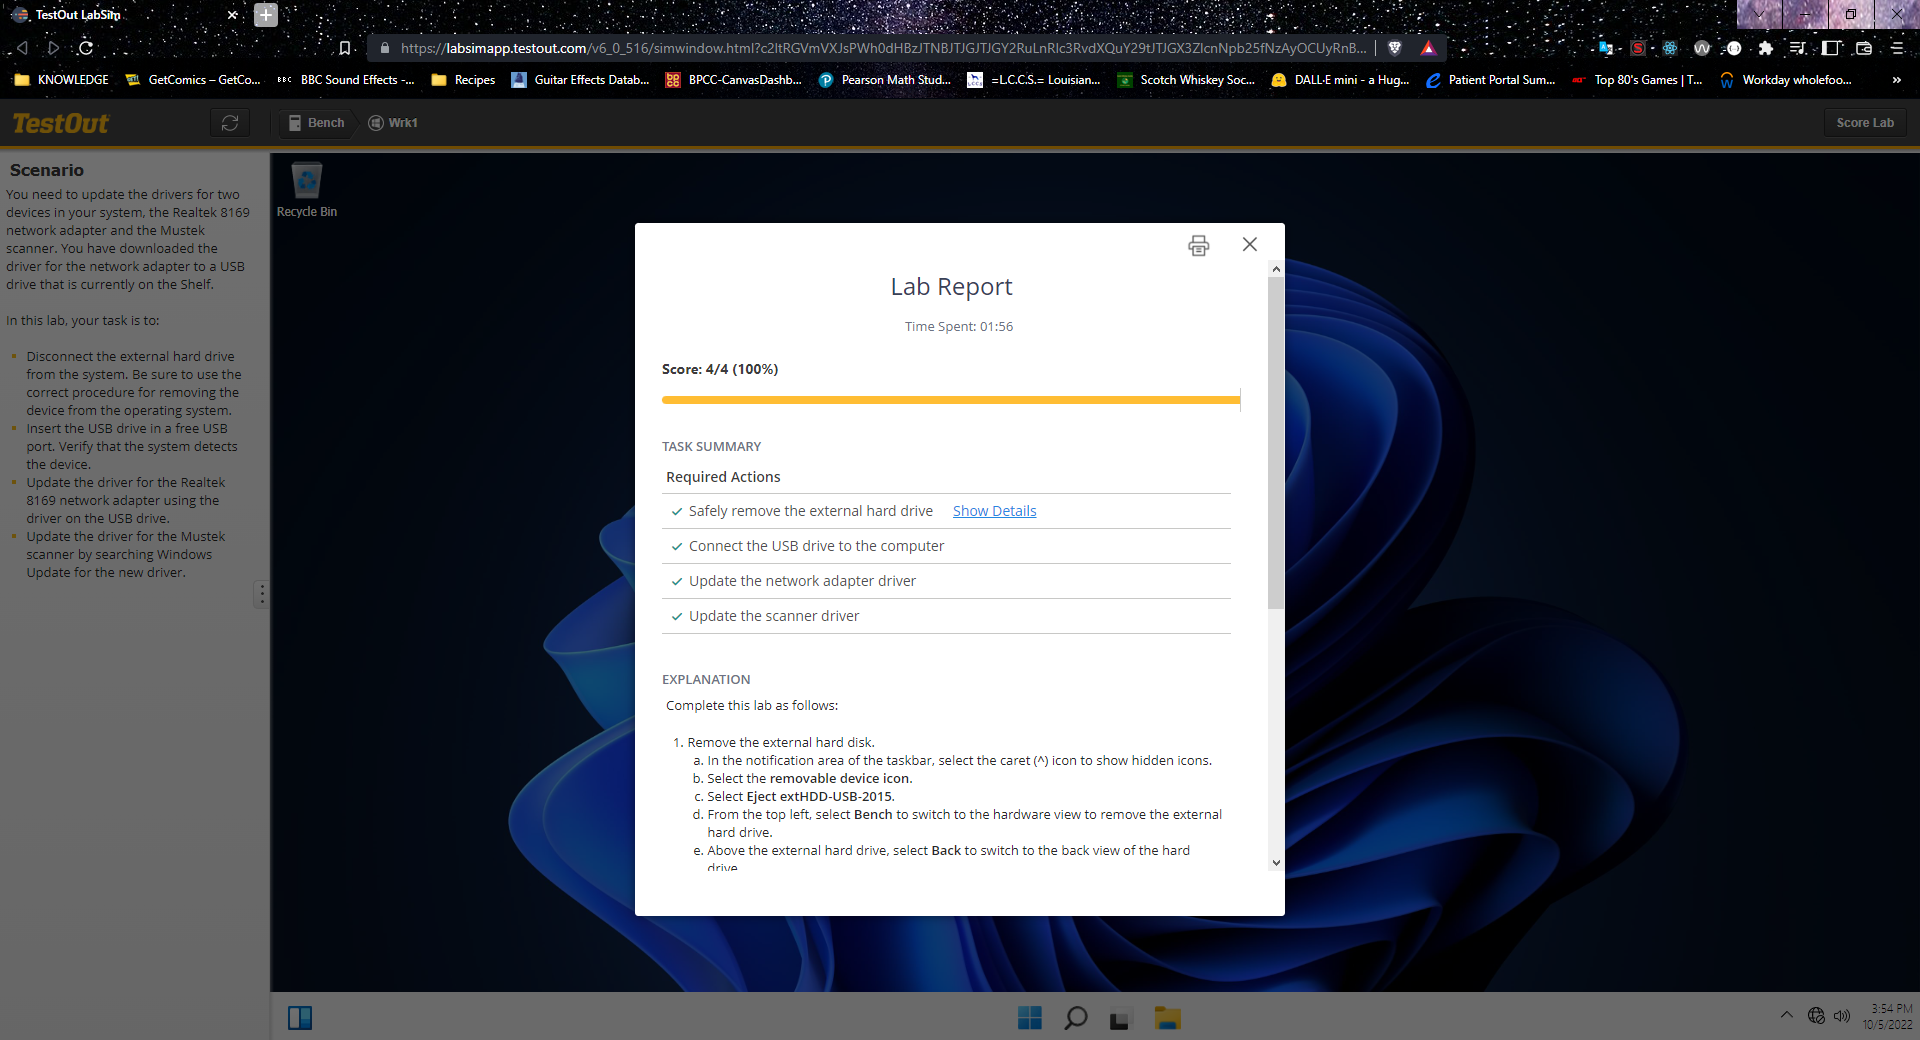 TestOut LabSim
https://labsimapp.testout.com/v6_0_516/simwindow.html?c2ltRGVmVXJsPWh0dHBzJTNBJTJGJTJGY2RuLnRlc3RvdXQuY29tJTJGX3ZlcnNpb25fNzAyOCUyRnB...
KNOWLEDGE
GetComics – GetCo...
BBC
BBC Sound Effects -...
Recipes
Guitar Effects Datab...
BPCC-CanvasDashb...
Pearson Math Stud...
=L.C.C.S.= Louisian...
Scotch Whiskey Soc...
DALL·E mini - a Hug...
Patient Portal Sum...
Top 80's Games | T...
Workday wholefoo...
»
TestOut
Bench
Wrk1
Score Lab
Scenario
You need to update the drivers for two
devices in your system, the Realtek 8169
network adapter and the Mustek
scanner. You have downloaded the
driver for the network adapter to a USB
drive that is currently on the Shelf.
In this lab, your task is to:
Disconnect the external hard drive
from the system. Be sure to use the
correct procedure for removing the
device from the operating system.
Insert the USB drive in a free USB
port. Verify that the system detects
the device.
Update the driver for the Realtek
8169 network adapter using the
driver on the USB drive.
Update the driver for the Mustek
scanner by searching Windows
Update for the new driver.
Recycle Bin
Lab Report
Time Spent: 01:56
Score: 4/4 (100%)
TASK SUMMARY
Required Actions
Safely remove the external hard drive Show Details
Connect the USB drive to the computer
Update the network adapter driver
Update the scanner driver
EXPLANATION
Complete this lab as follows:
1. Remove the external hard disk.
a. In the notification area of the taskbar, select the caret (^) icon to show hidden icons.
b. Select the removable device icon.
c. Select Eject extHDD-USB-2015.
d. From the top left, select Bench to switch to the hardware view to remove the external
hard drive.
e. Above the external hard drive, select Back to switch to the back view of the hard
drive
3:54 PM
10/5/2022